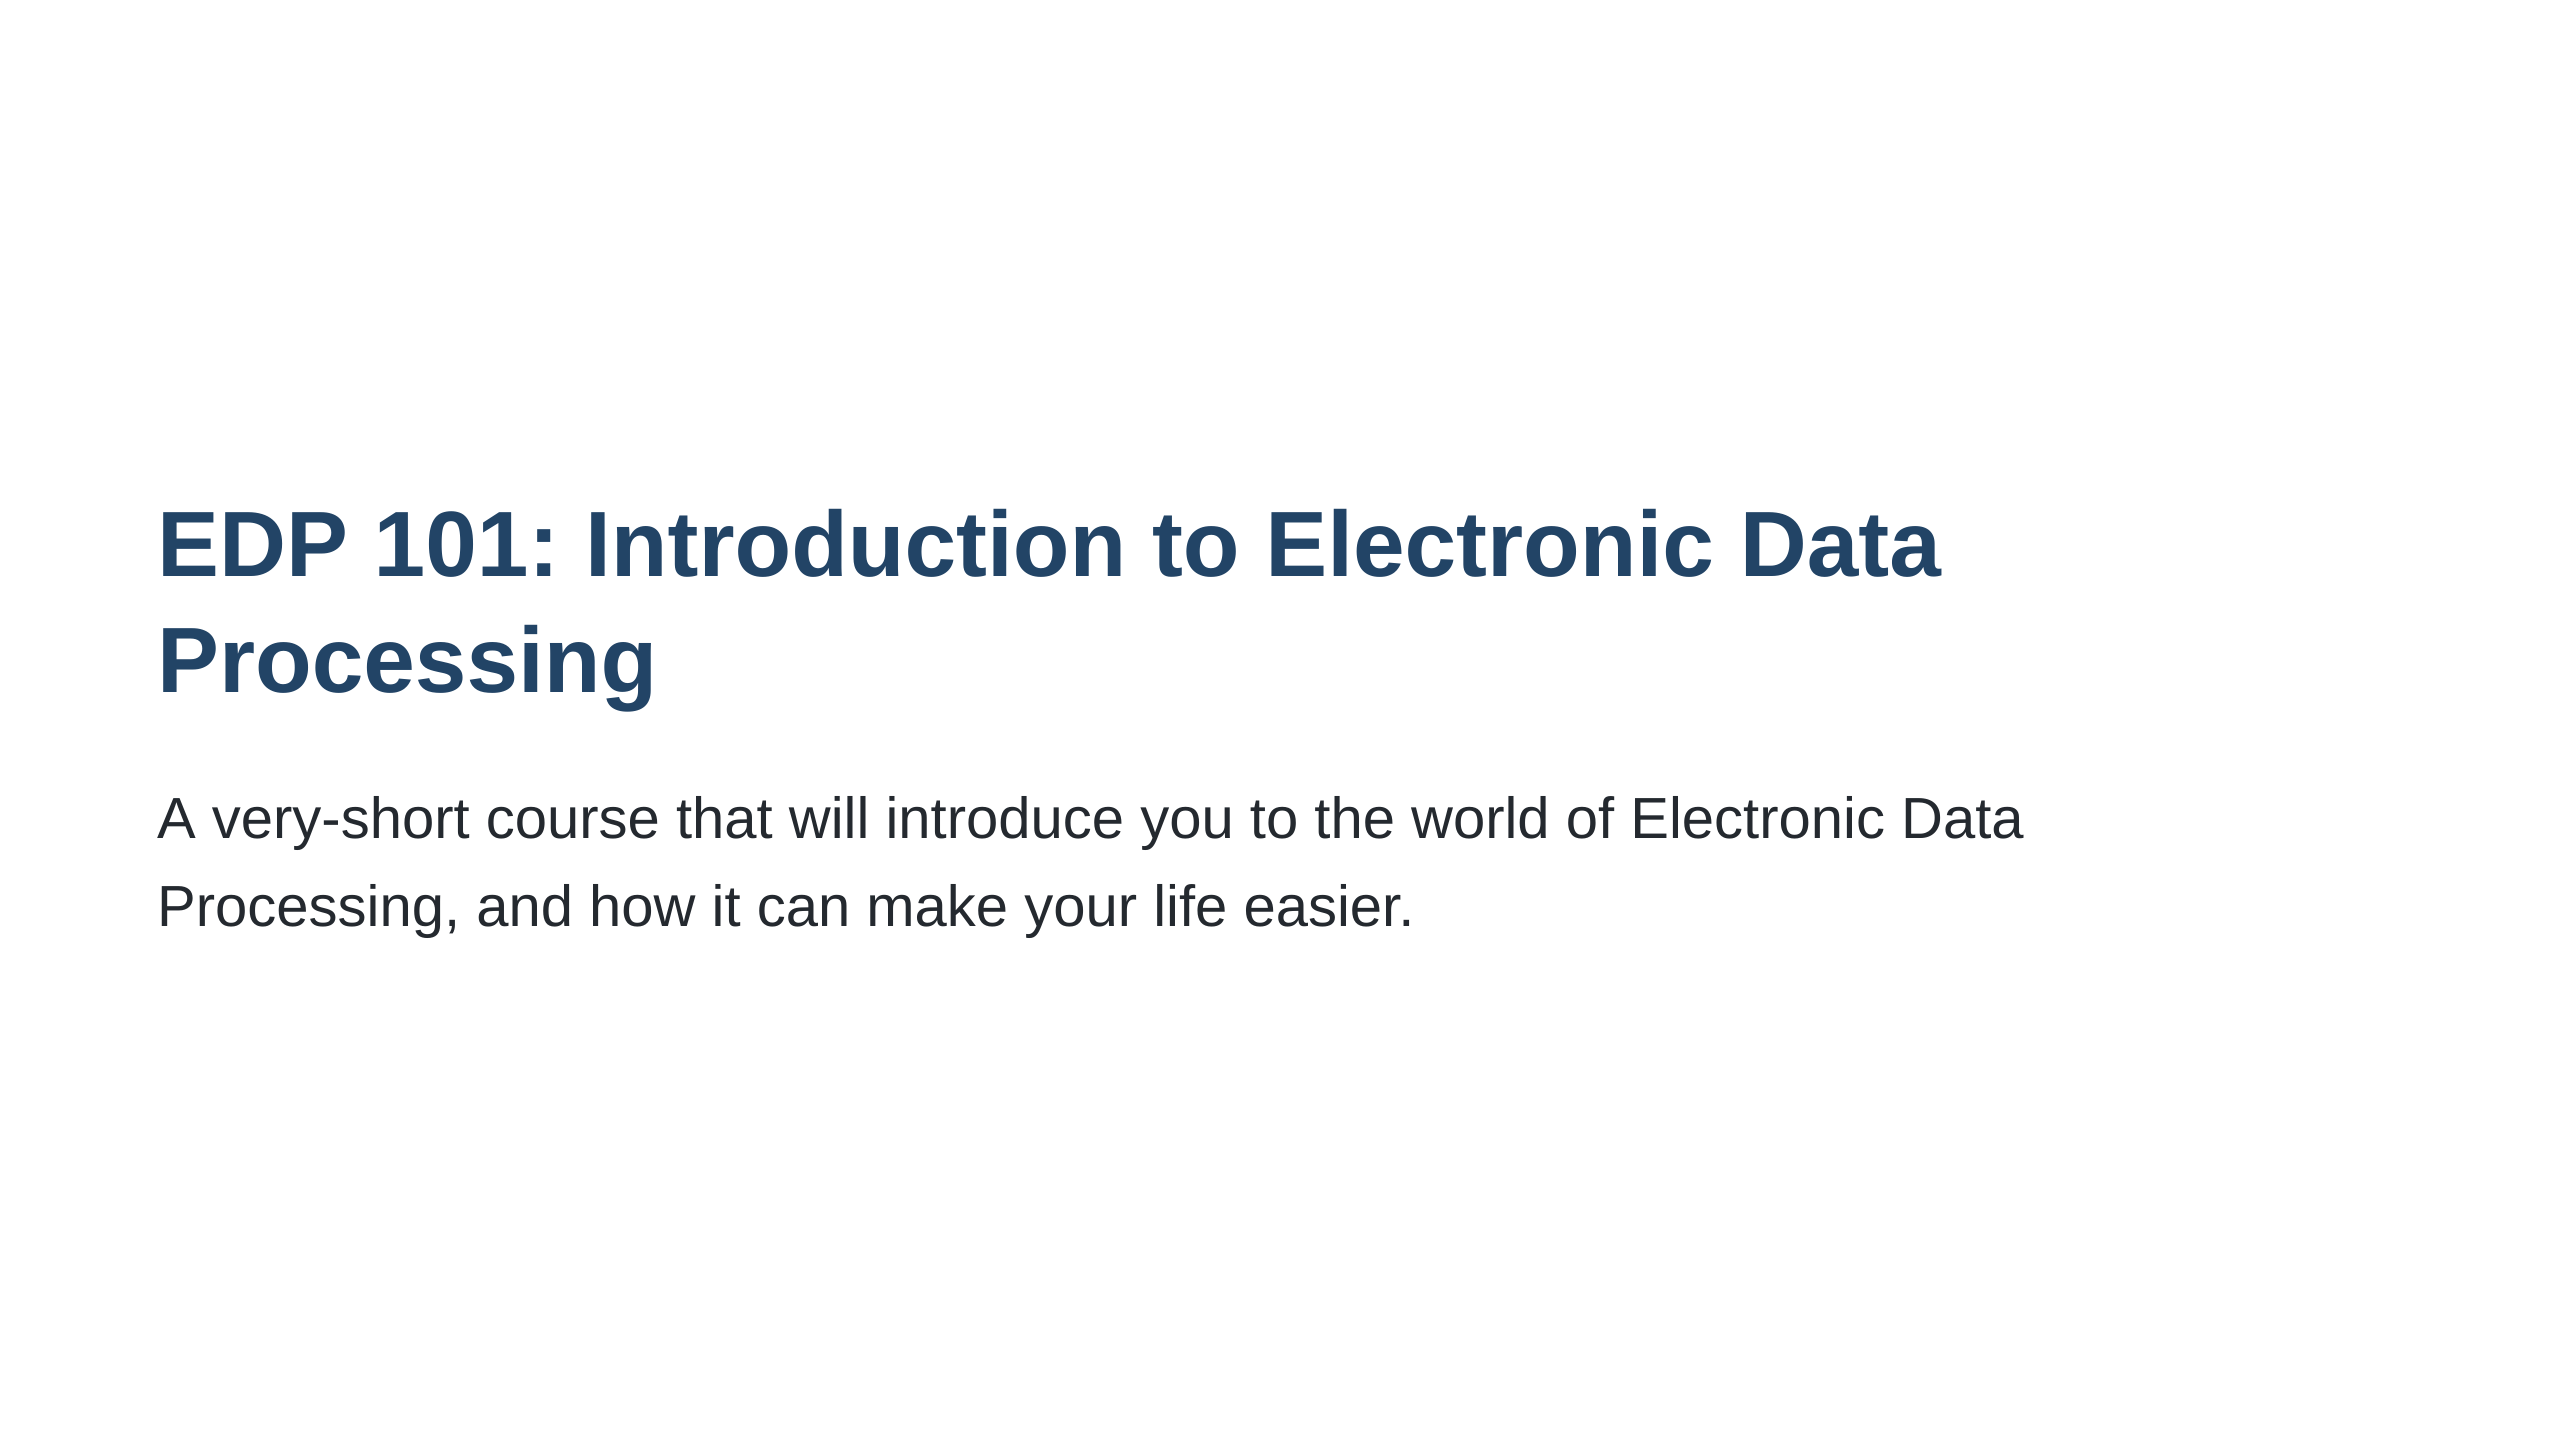 EDP 101: Introduction to Electronic Data
Processing
A very-short course that will introduce you to the world of Electronic Data
Processing, and how it can make your life easier.